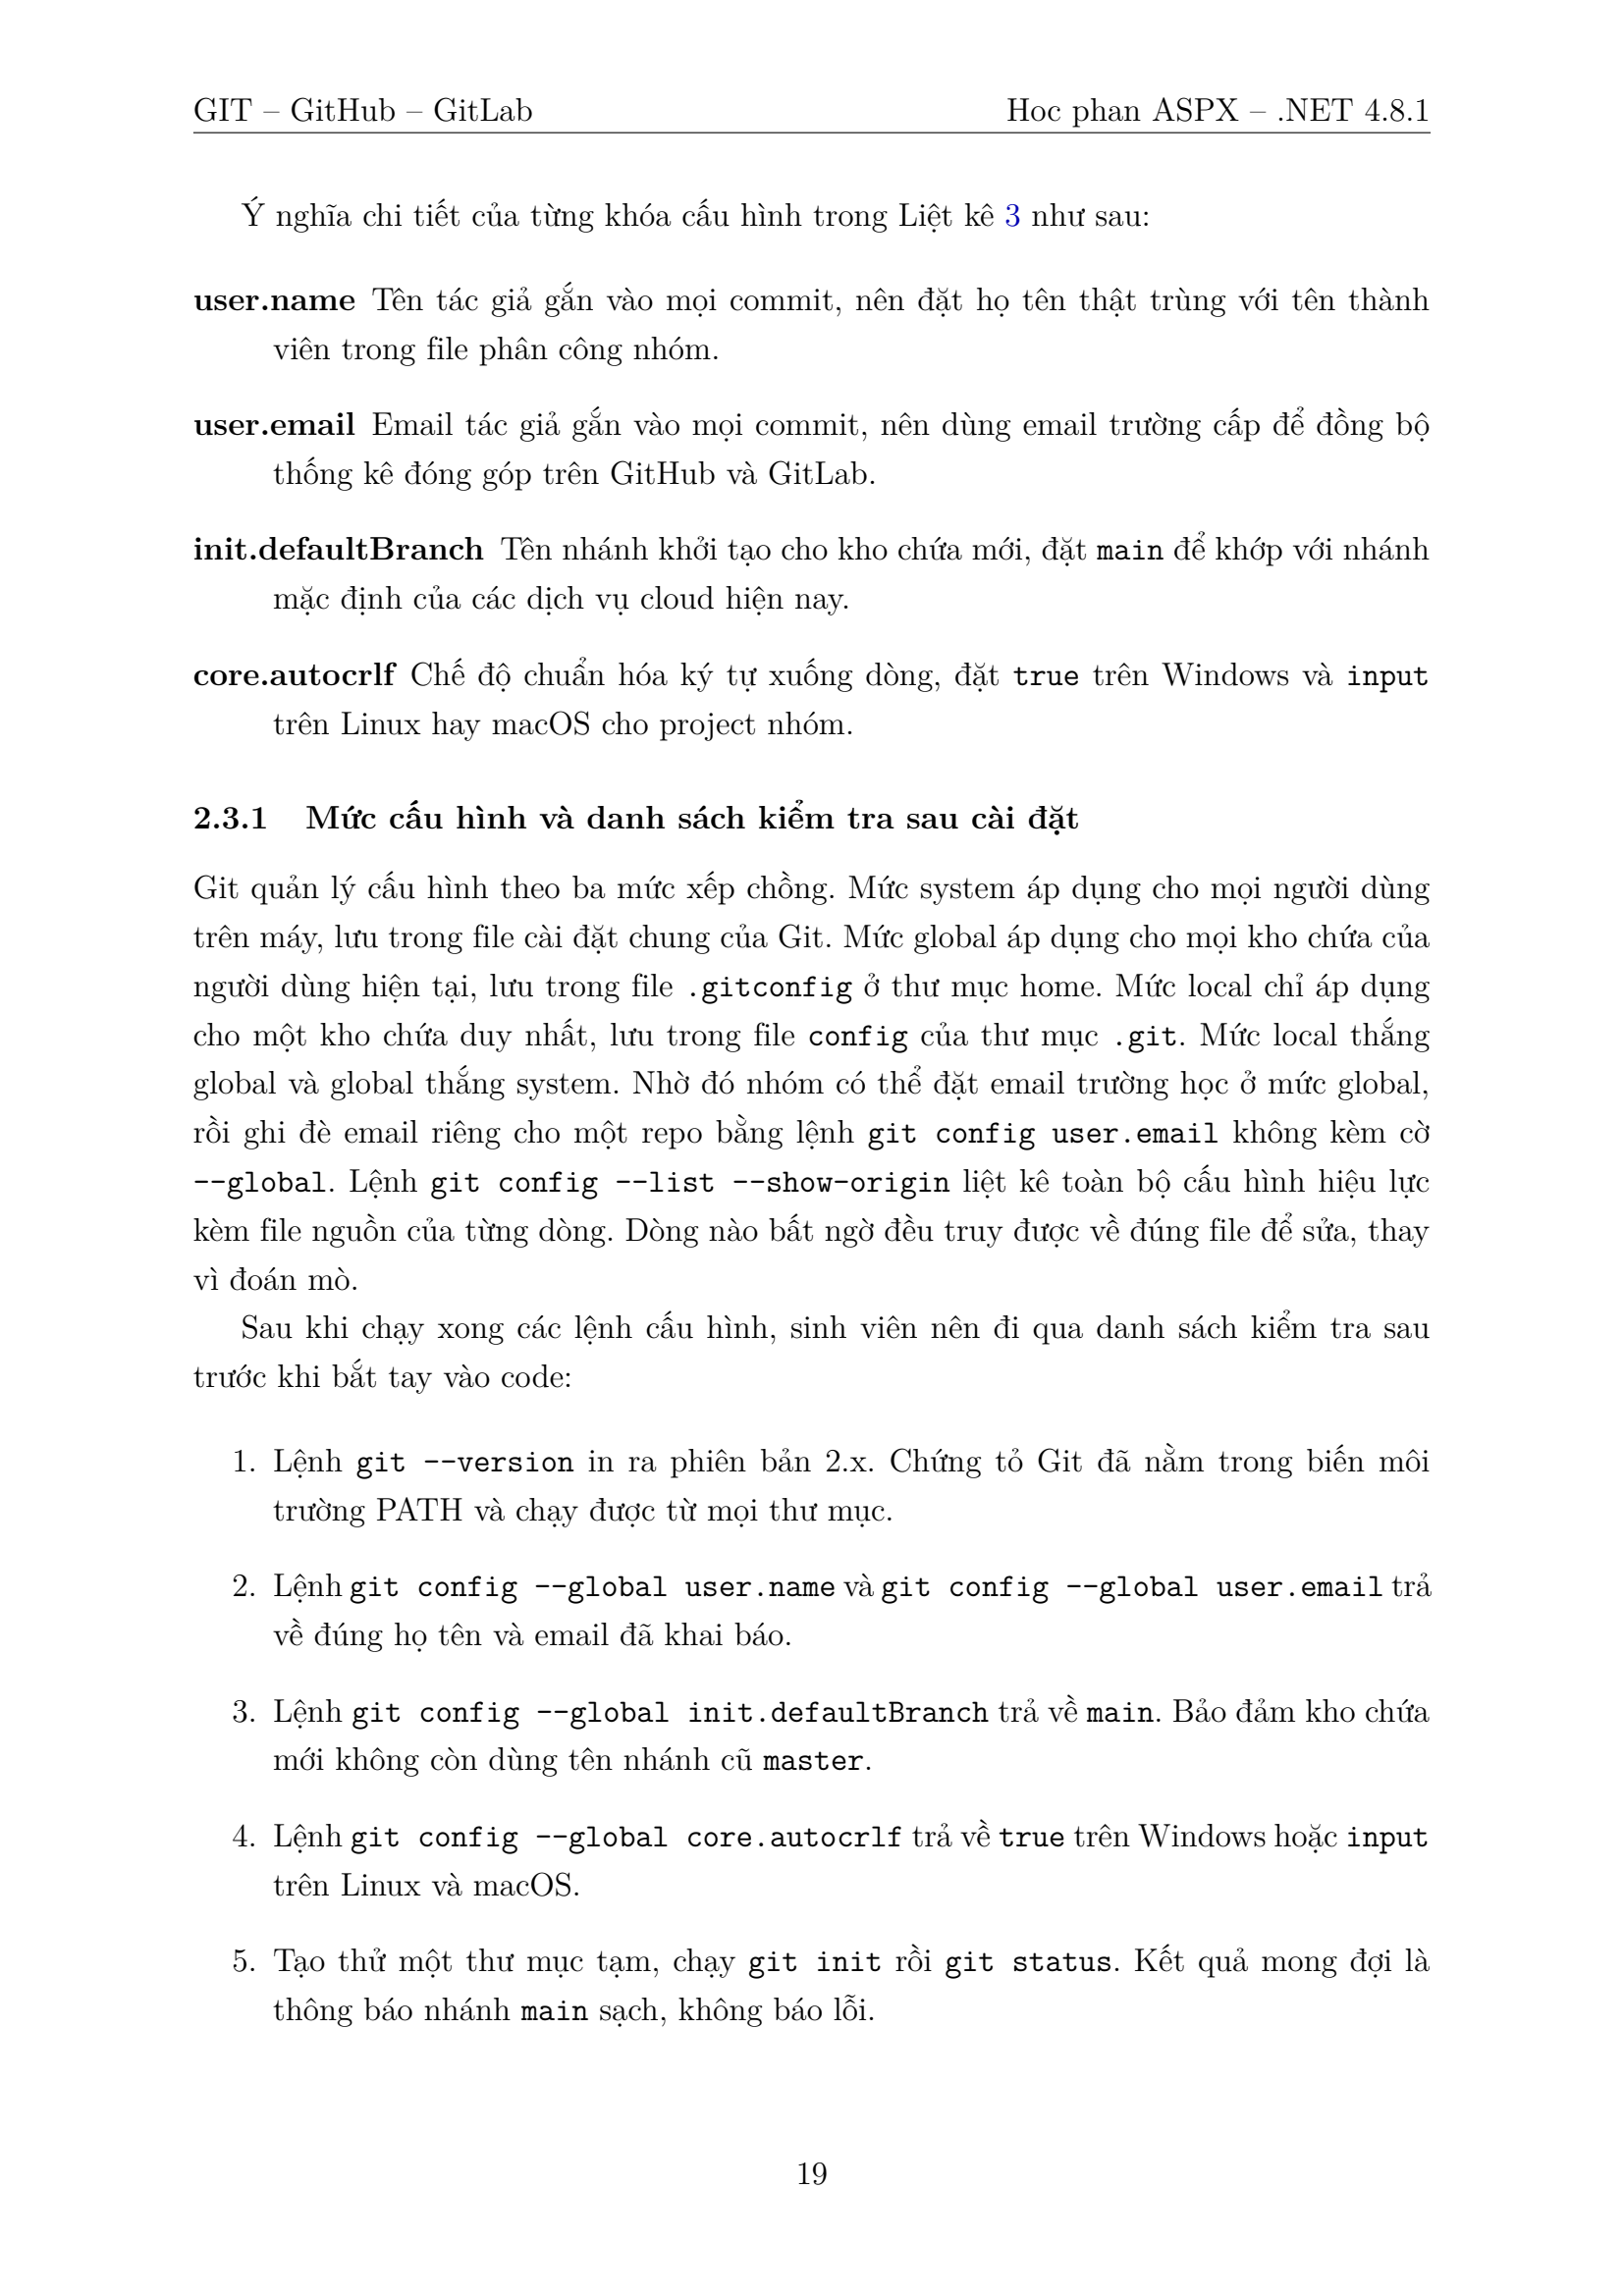 GIT – GitHub – GitLab Hoc phan ASPX – .NET 4.8.1
Ý nghĩa chi tiết của từng khóa cấu hình trong Liệt kê 3 như sau:
user.name Tên tác giả gắn vào mọi commit, nên đặt họ tên thật trùng với tên thành
viên trong file phân công nhóm.
user.email Email tác giả gắn vào mọi commit, nên dùng email trường cấp để đồng bộ
thống kê đóng góp trên GitHub và GitLab.
init.defaultBranch Tên nhánh khởi tạo cho kho chứa mới, đặt main để khớp với nhánh
mặc định của các dịch vụ cloud hiện nay.
core.autocrlf Chế độ chuẩn hóa ký tự xuống dòng, đặt true trên Windows và input
trên Linux hay macOS cho project nhóm.
2.3.1 Mức cấu hình và danh sách kiểm tra sau cài đặt
Git quản lý cấu hình theo ba mức xếp chồng. Mức system áp dụng cho mọi người dùng
trên máy, lưu trong file cài đặt chung của Git. Mức global áp dụng cho mọi kho chứa của
người dùng hiện tại, lưu trong file .gitconfig ở thư mục home. Mức local chỉ áp dụng
cho một kho chứa duy nhất, lưu trong file config của thư mục .git. Mức local thắng
global và global thắng system. Nhờ đó nhóm có thể đặt email trường học ở mức global,
rồi ghi đè email riêng cho một repo bằng lệnh git config user.email không kèm cờ
--global. Lệnh git config --list --show-origin liệt kê toàn bộ cấu hình hiệu lực
kèm file nguồn của từng dòng. Dòng nào bất ngờ đều truy được về đúng file để sửa, thay
vì đoán mò.
Sau khi chạy xong các lệnh cấu hình, sinh viên nên đi qua danh sách kiểm tra sau
trước khi bắt tay vào code:
1. Lệnh git --version in ra phiên bản 2.x. Chứng tỏ Git đã nằm trong biến môi
trường PATH và chạy được từ mọi thư mục.
2. Lệnh git config --global user.name và git config --global user.email trả
về đúng họ tên và email đã khai báo.
3. Lệnh git config --global init.defaultBranch trả về main. Bảo đảm kho chứa
mới không còn dùng tên nhánh cũ master.
4. Lệnh git config --global core.autocrlf trả về true trên Windows hoặc input
trên Linux và macOS.
5. Tạo thử một thư mục tạm, chạy git init rồi git status. Kết quả mong đợi là
thông báo nhánh main sạch, không báo lỗi.
19